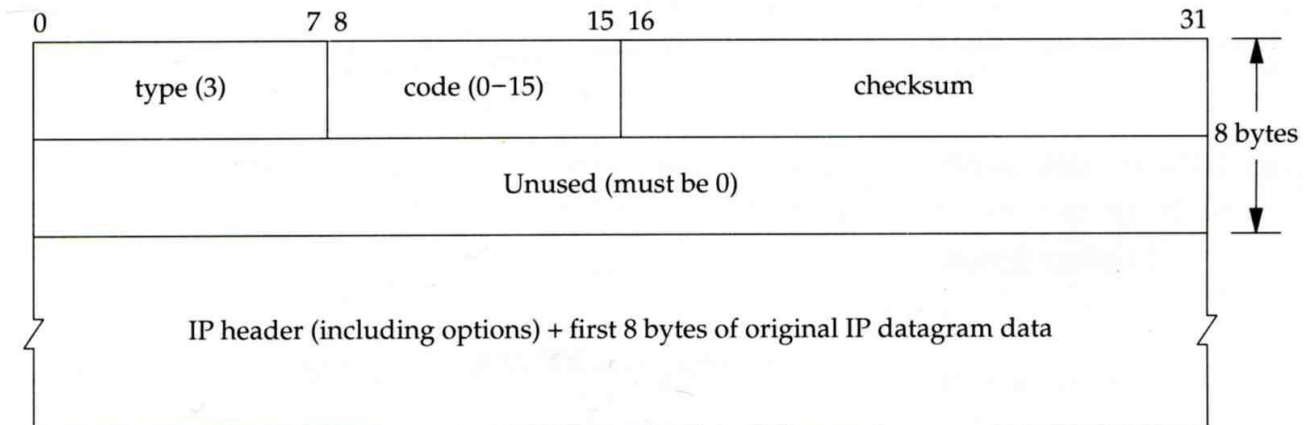 0 7 8 15 16 31
type (3) code (0−15) checksum
8 bytes
Unused (must be 0)
IP header (including options) + first 8 bytes of original IP datagram data